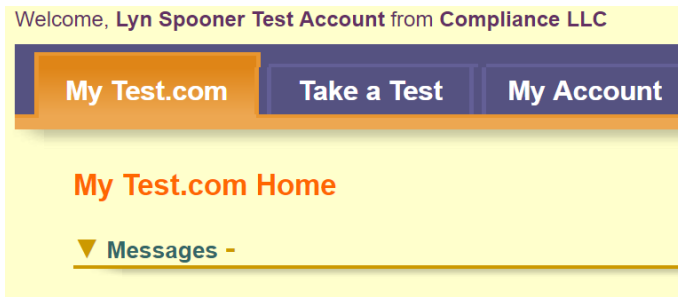 Welcome, Lyn Spooner Test Account from Compliance LLC
My Test.com Take a Test My Account
My Test.com Home
▼ Messages -